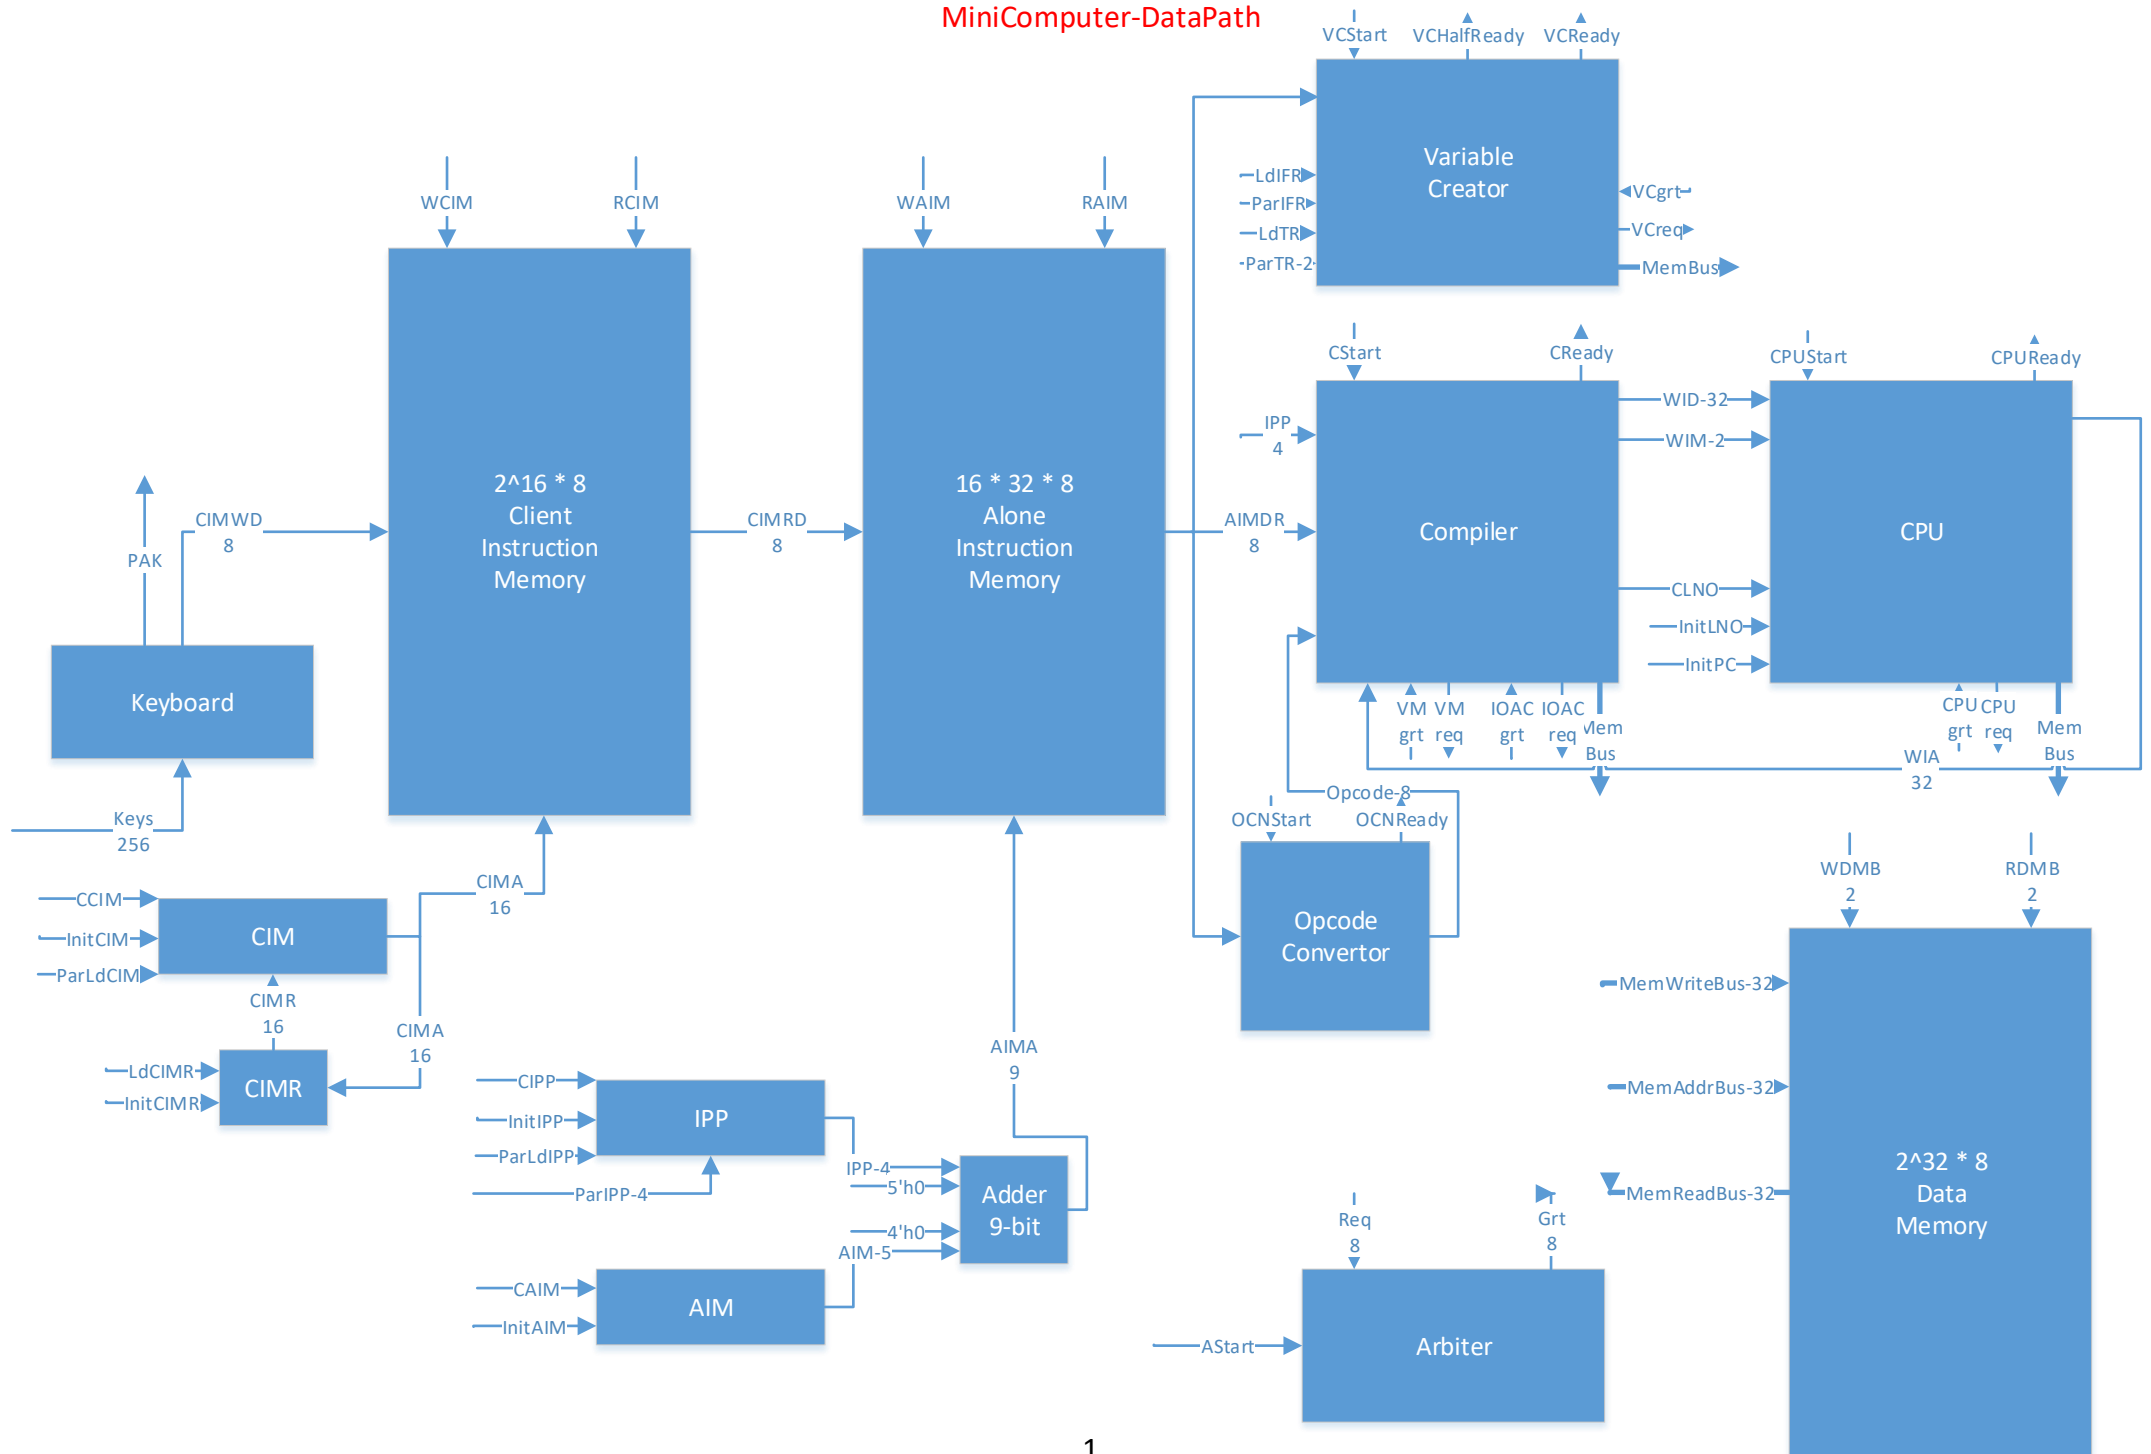 MiniComputer-DataPath
VCStart
VCHalfReady
VCReady
Variable
Creator
LdIFR
ParIFR
LdTR
ParTR-2
VCgrt
VCreq
MemBus
WCIM
RCIM
WAIM
RAIM
2^16 * 8
Client
Instruction
Memory
16 * 32 * 8
Alone
Instruction
Memory
CStart
CReady
CPUStart
CPUReady
IPP
4
WID-32
WIM-2
Compiler
CPU
CIMWD
8
PAK
CIMRD
8
AIMDR
8
CLNO
InitLNO
InitPC
Keyboard
Keys
256
VM
grt
VM
req
IOAC
grt
IOAC
req
Mem
Bus
CPU
grt
CPU
req
Mem
Bus
WIA
32
Opcode-8
OCNStart
OCNReady
Opcode
Convertor
CIMA
16
CCIM
InitCIM
ParLdCIM
CIM
CIMR
16
CIMA
16
LdCIMR
InitCIMR
CIMR
WDMB
2
RDMB
2
MemWriteBus-32
MemAddrBus-32
MemReadBus-32
2^32 * 8
Data
Memory
AIMA
9
CIPP
InitIPP
ParLdIPP
ParIPP-4
IPP
IPP-4
5'h0
4'h0
AIM-5
Adder
9-bit
CAIM
InitAIM
AIM
Req
8
Grt
8
AStart
Arbiter
1